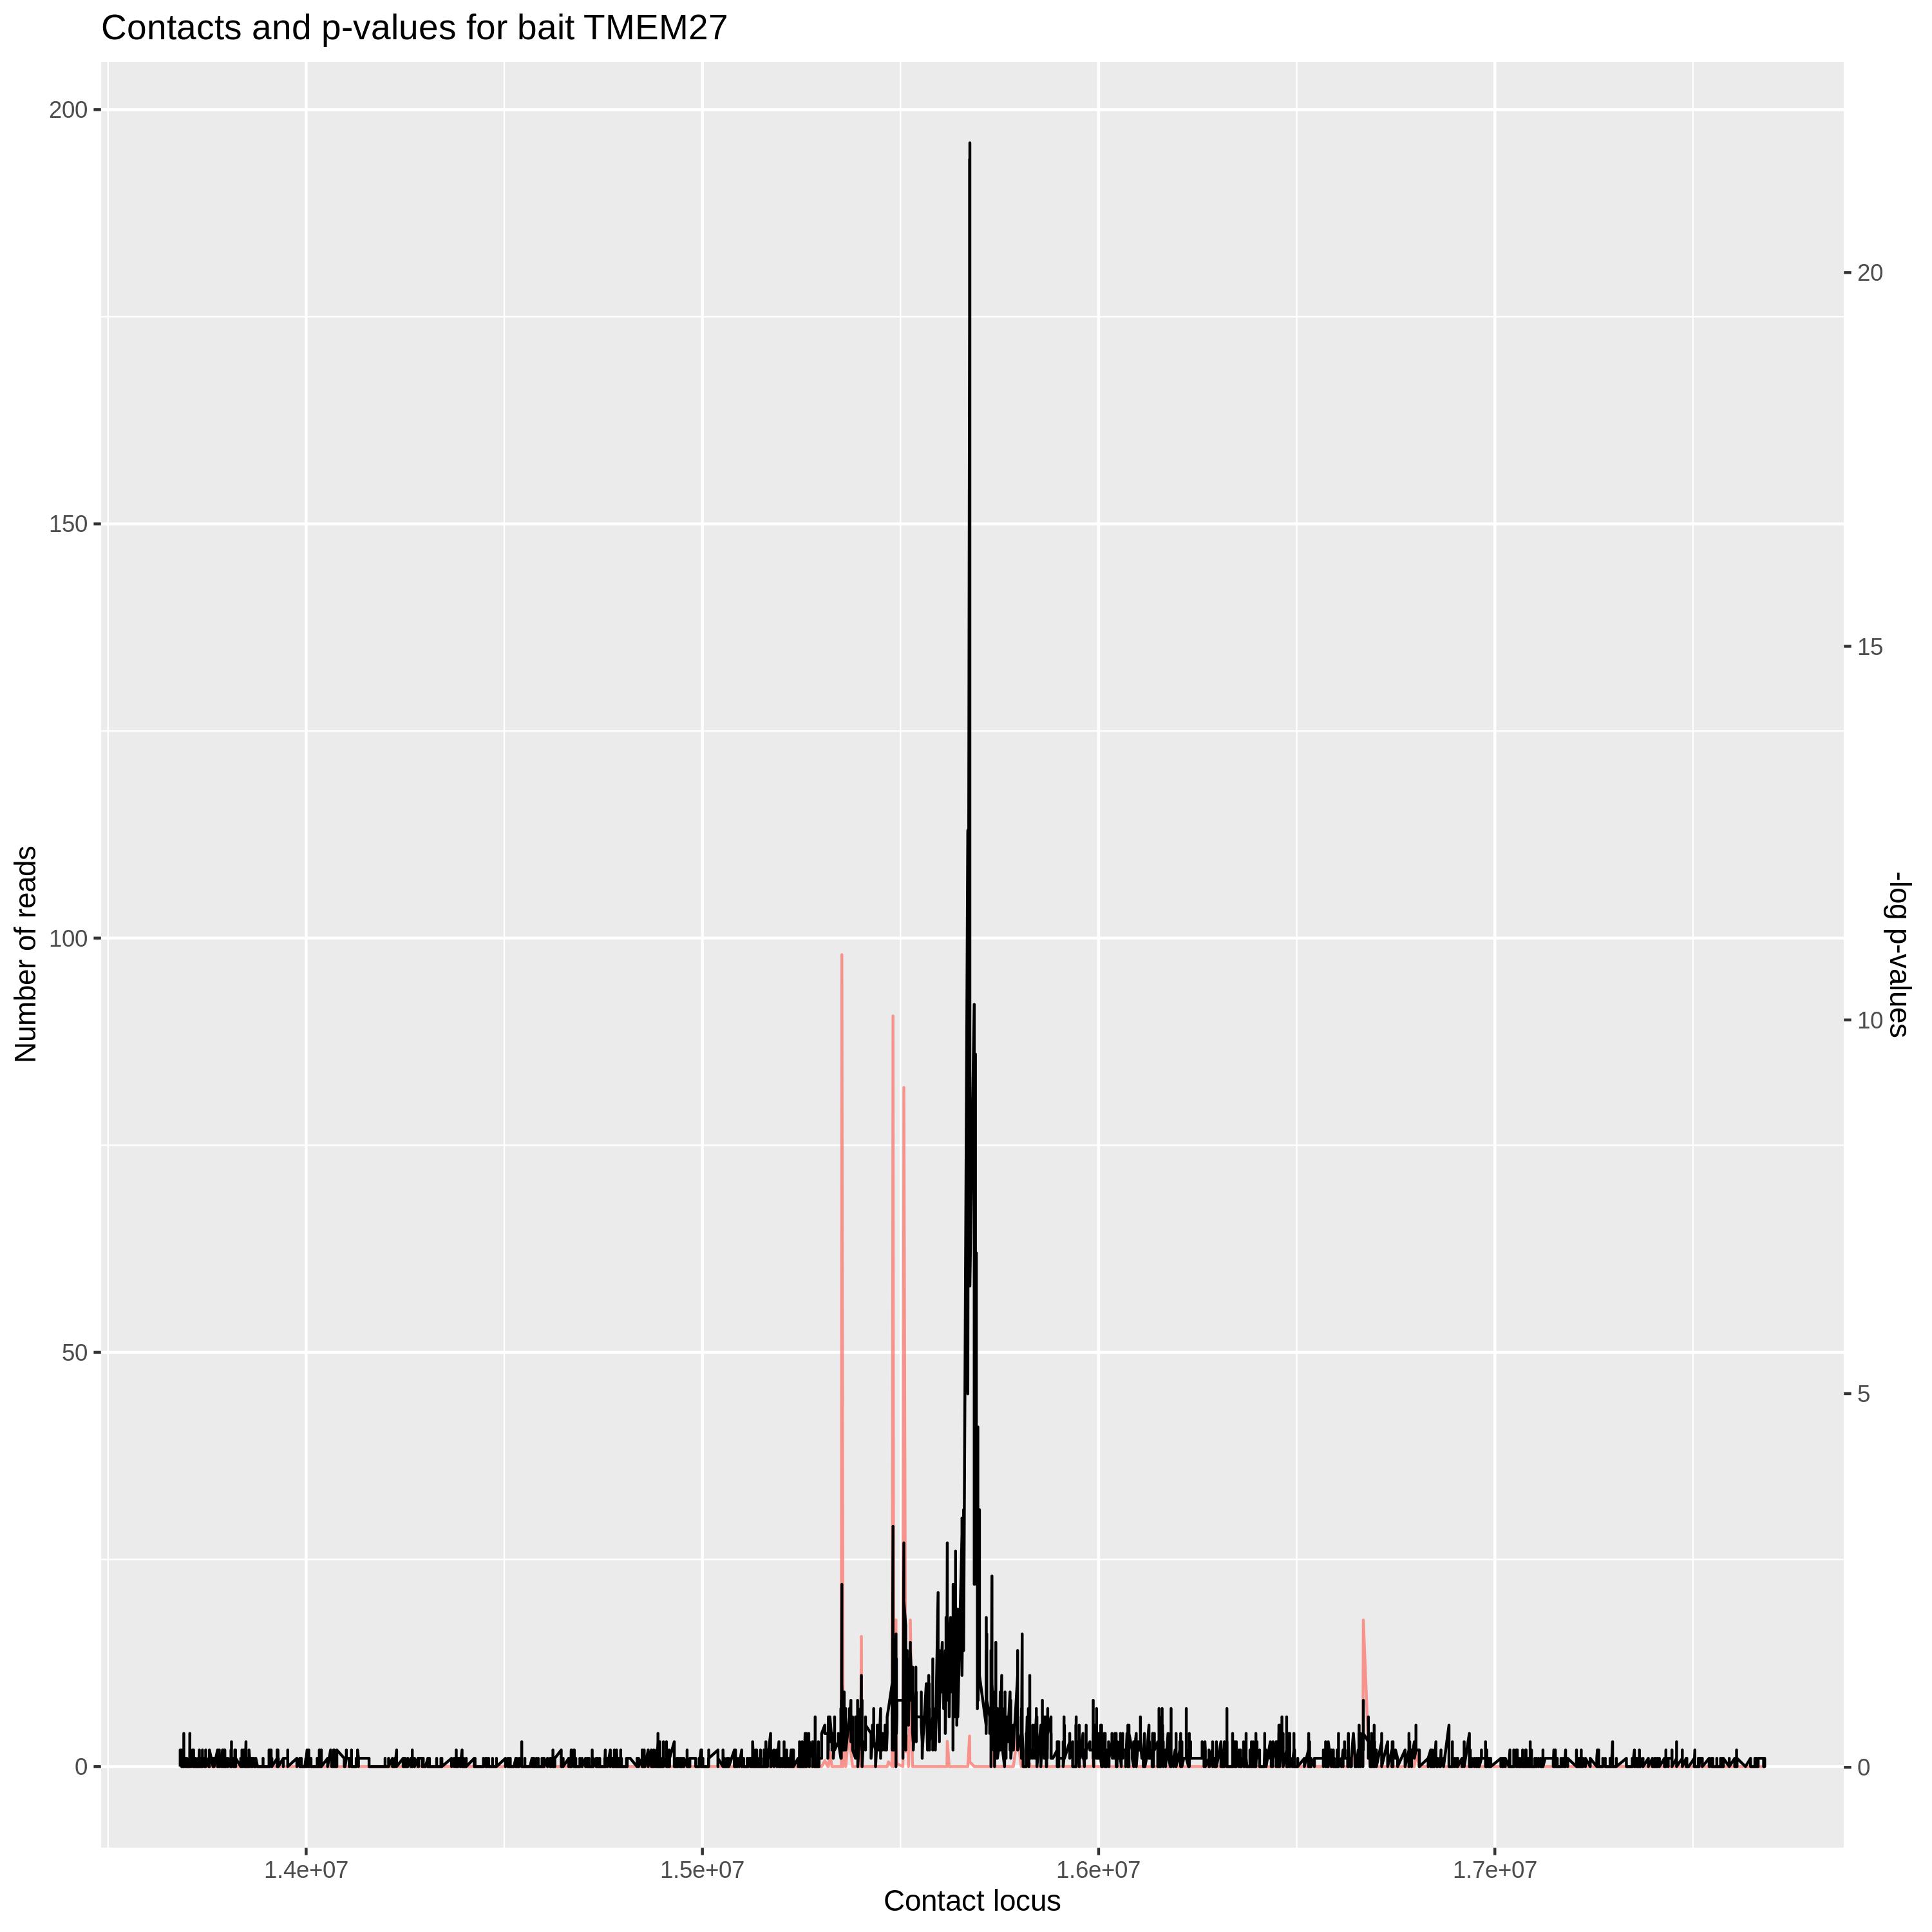 Contacts and p-values for bait TMEM27
200
150
100
50
0
Number of reads
20
15
10
5
0
-log p-values
1.4e+07
1.5e+07
1.6e+07
1.7e+07
Contact locus